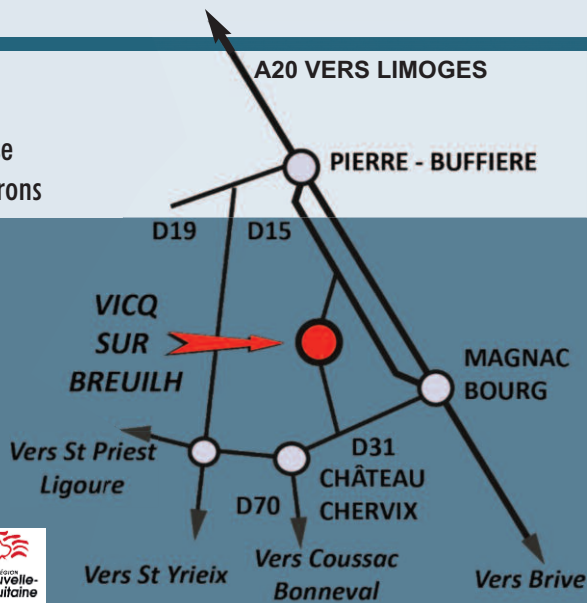 A20 VERS LIMOGES
PIERRE - BUFFIERE
D19
D15
VICQ
SUR
BREUILH
MAGNAC
BOURG
Vers St Priest
Ligoure
D31
CHÂTEAU
CHERVIX
D70
Vers St Yrieix
Vers Coussac
Bonneval
Vers Brive